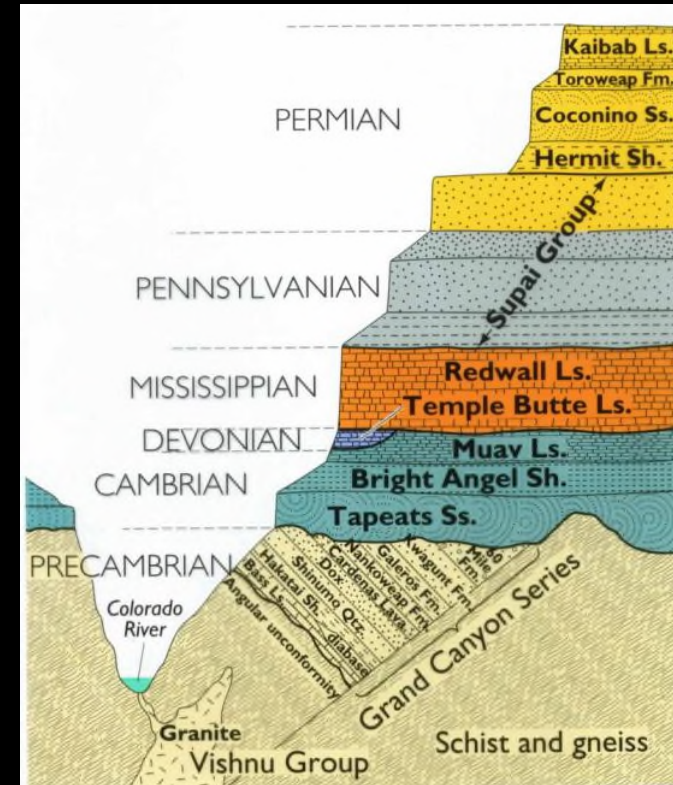 Kaibab Ls.
Toroweap Fm.
PERMIAN
Coconino Ss.
Hermit Sh.
Supai Group
PENNSYLVANIAN
MISSISSIPPIAN
Redwall Ls.
Temple Butte Ls.
DEVONIAN
Muav Ls.
CAMBRIAN
Bright Angel Sh.
Tapeats Ss.
PRECAMBRIAN
60
Mile
Fm.
Kwagunt Fm.
Galeros Fm.
Nankoweap Fm.
Cardenas Lava
Dox
Shinumo Qtz.
Hakatai Sh.
diabase
Bass Ls.
Angular unconformity
Grand Canyon Series
Colorado
River
Granite
Vishnu Group
Schist and gneiss